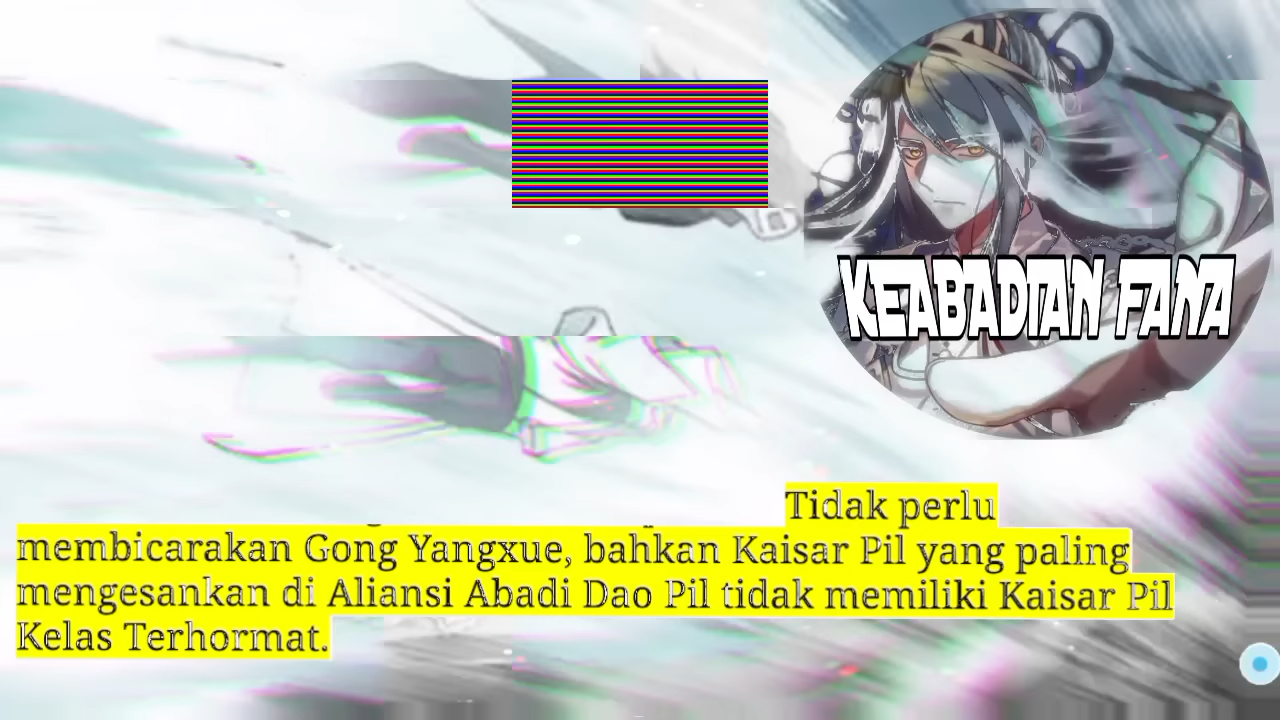 KEABADIAN FANA
Tidak perlu
membicarakan Gong Yangxue, bahkan Kaisar Pil yang paling
mengesankan di Aliansi Abadi Dao Pil tidak memiliki Kaisar Pil
Kelas Terhormat.